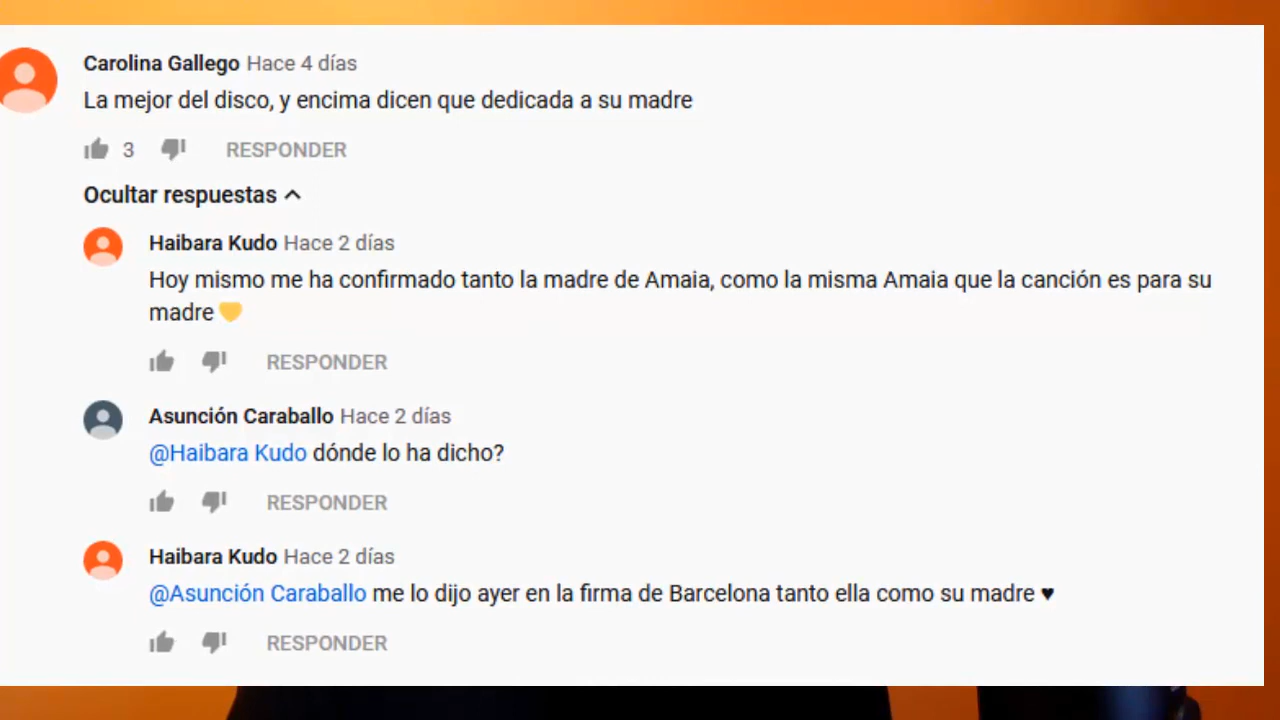 Carolina Gallego Hace 4 días
La mejor del disco, y encima dicen que dedicada a su madre
3 RESPONDER
Ocultar respuestas
Haibara Kudo Hace 2 días
Hoy mismo me ha confirmado tanto la madre de Amaia, como la misma Amaia que la canción es para su
madre 💛
RESPONDER
Asunción Caraballo Hace 2 días
@Haibara Kudo dónde lo ha dicho?
RESPONDER
Haibara Kudo Hace 2 días
@Asunción Caraballo me lo dijo ayer en la firma de Barcelona tanto ella como su madre ♥
RESPONDER